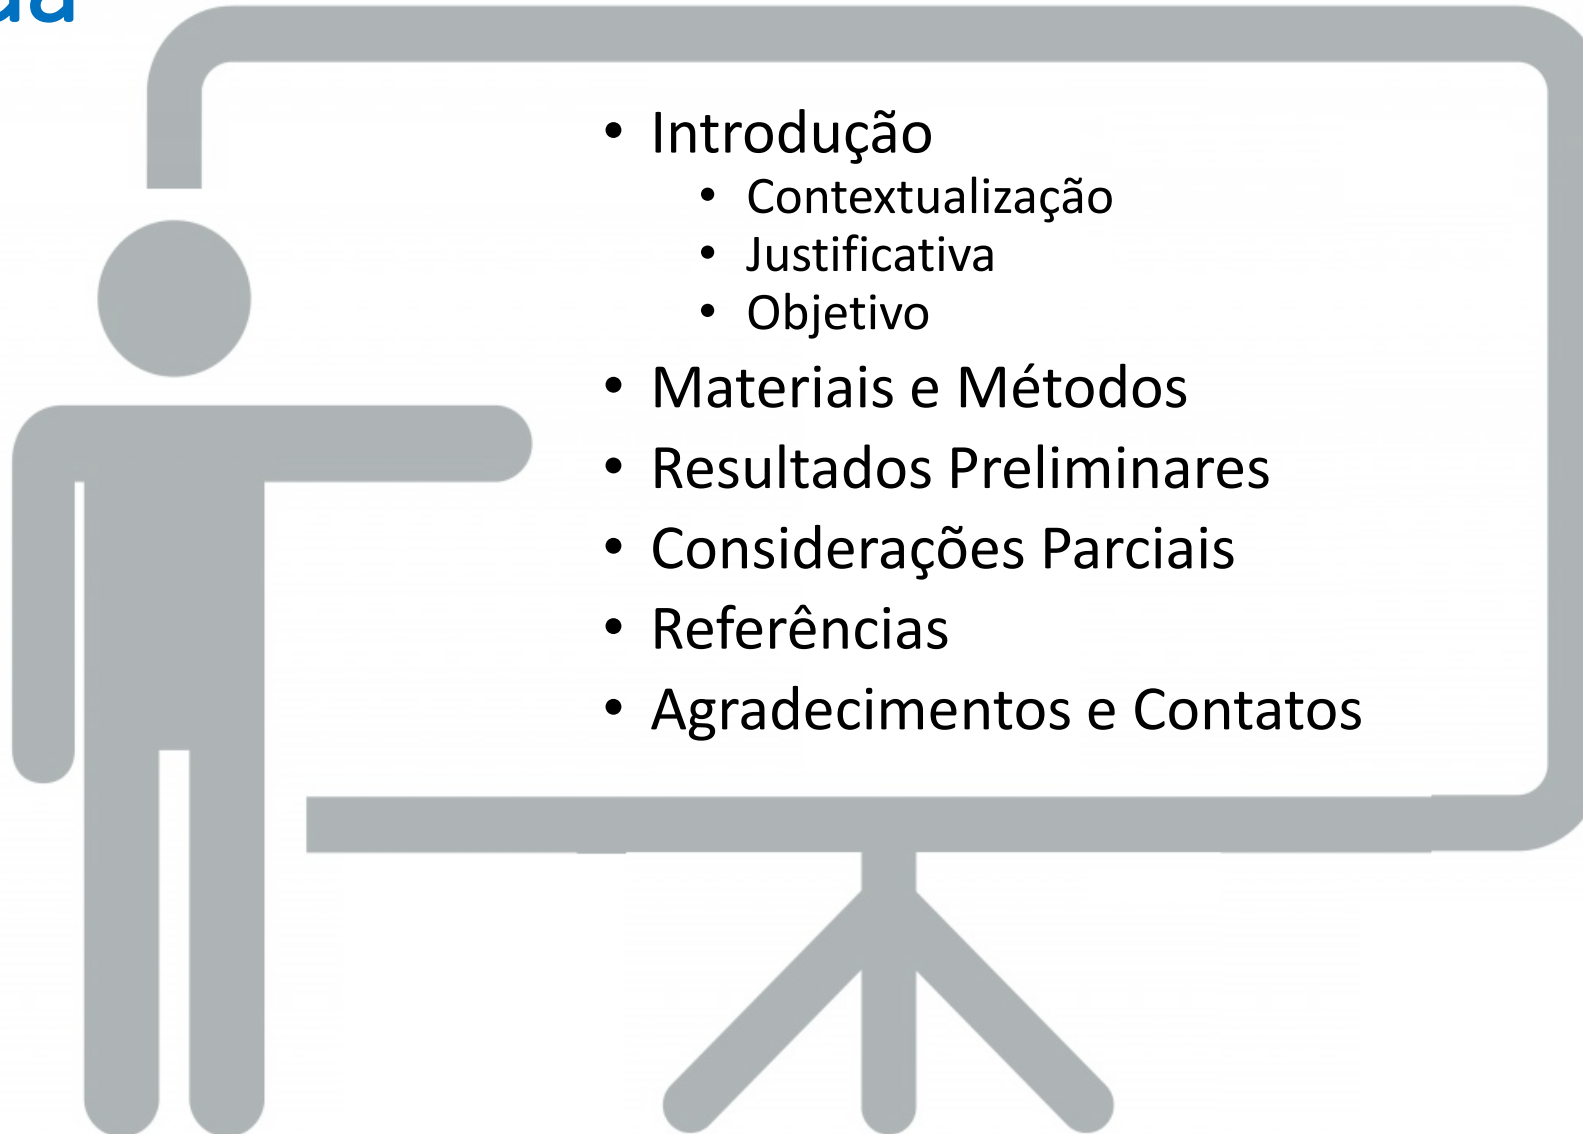 • Introdução
• Contextualização
• Justificativa
• Objetivo
• Materiais e Métodos
• Resultados Preliminares
• Considerações Parciais
• Referências
• Agradecimentos e Contatos